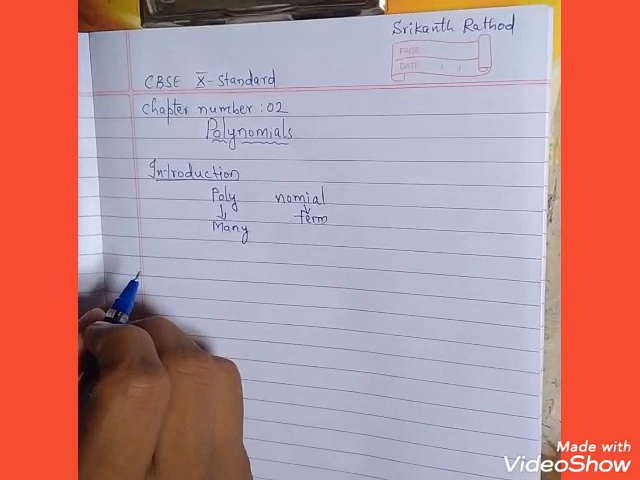 Srikanth Rathod
PAGE:
DATE: / /
CBSE X-Standard
Chapter number : 02
Polynomials
Introduction
Poly nomial
↓ ↓
Many term
Made with
VideoShow